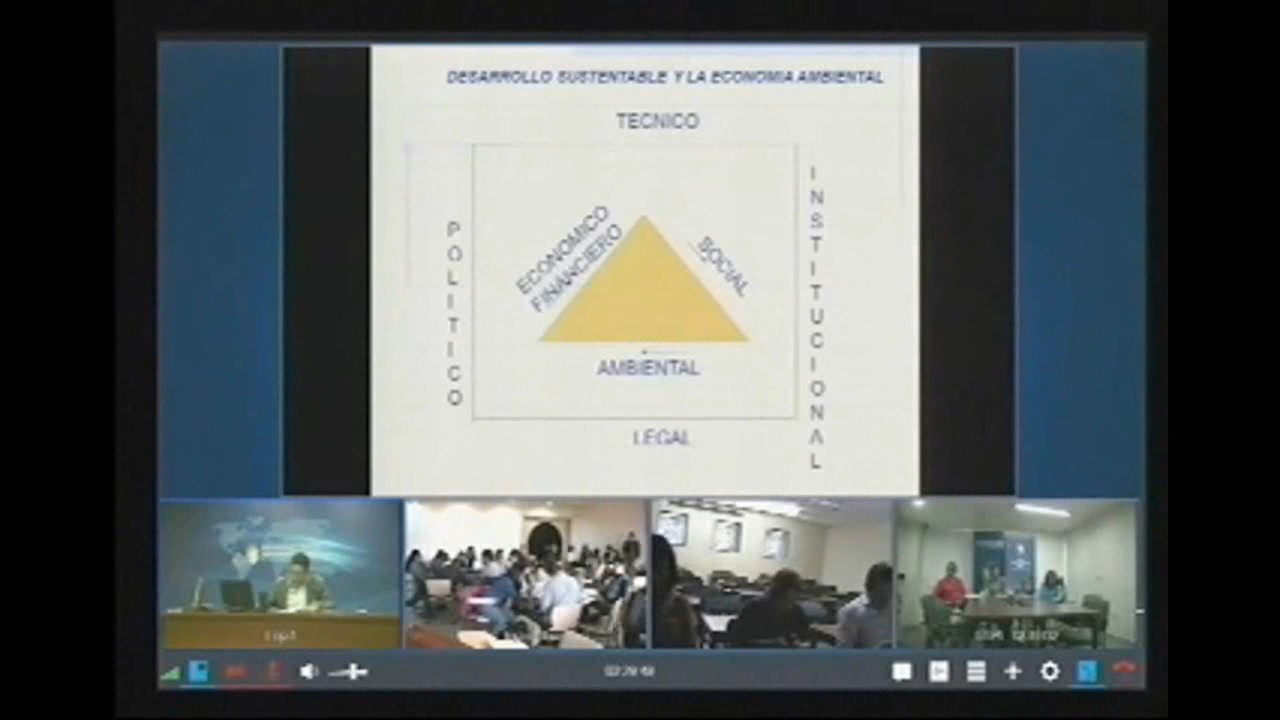 DESARROLLO SUSTENTABLE Y LA ECONOMIA AMBIENTAL
TECNICO
POLITICO
ECONOMICO
FINANCIERO
SOCIAL
INSTITUCIONAL
AMBIENTAL
LEGAL